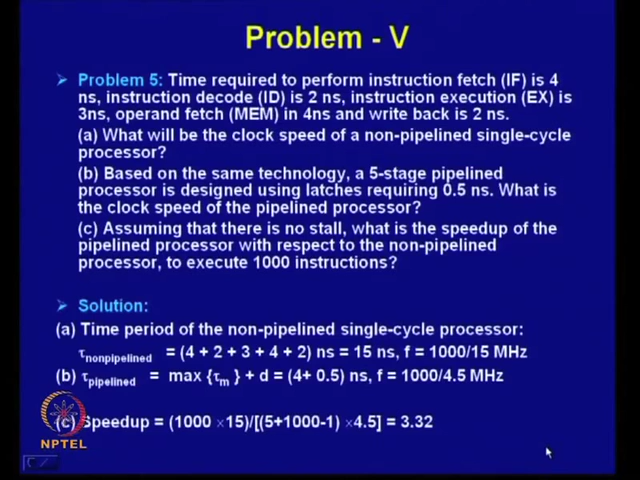 Problem - V
Problem 5: Time required to perform instruction fetch (IF) is 4
ns, instruction decode (ID) is 2 ns, instruction execution (EX) is
3ns, operand fetch (MEM) in 4ns and write back is 2 ns.
(a) What will be the clock speed of a non-pipelined single-cycle
processor?
(b) Based on the same technology, a 5-stage pipelined
processor is designed using latches requiring 0.5 ns. What is
the clock speed of the pipelined processor?
(c) Assuming that there is no stall, what is the speedup of the
pipelined processor with respect to the non-pipelined
processor, to execute 1000 instructions?
Solution:
(a) Time period of the non-pipelined single-cycle processor:
τnonpipelined = (4 + 2 + 3 + 4 + 2) ns = 15 ns, f = 1000/15 MHz
(b) τpipelined = max {τm } + d = (4+ 0.5) ns, f = 1000/4.5 MHz
(c) Speedup = (1000 ×15)/[(5+1000-1) ×4.5] = 3.32
NPTEL